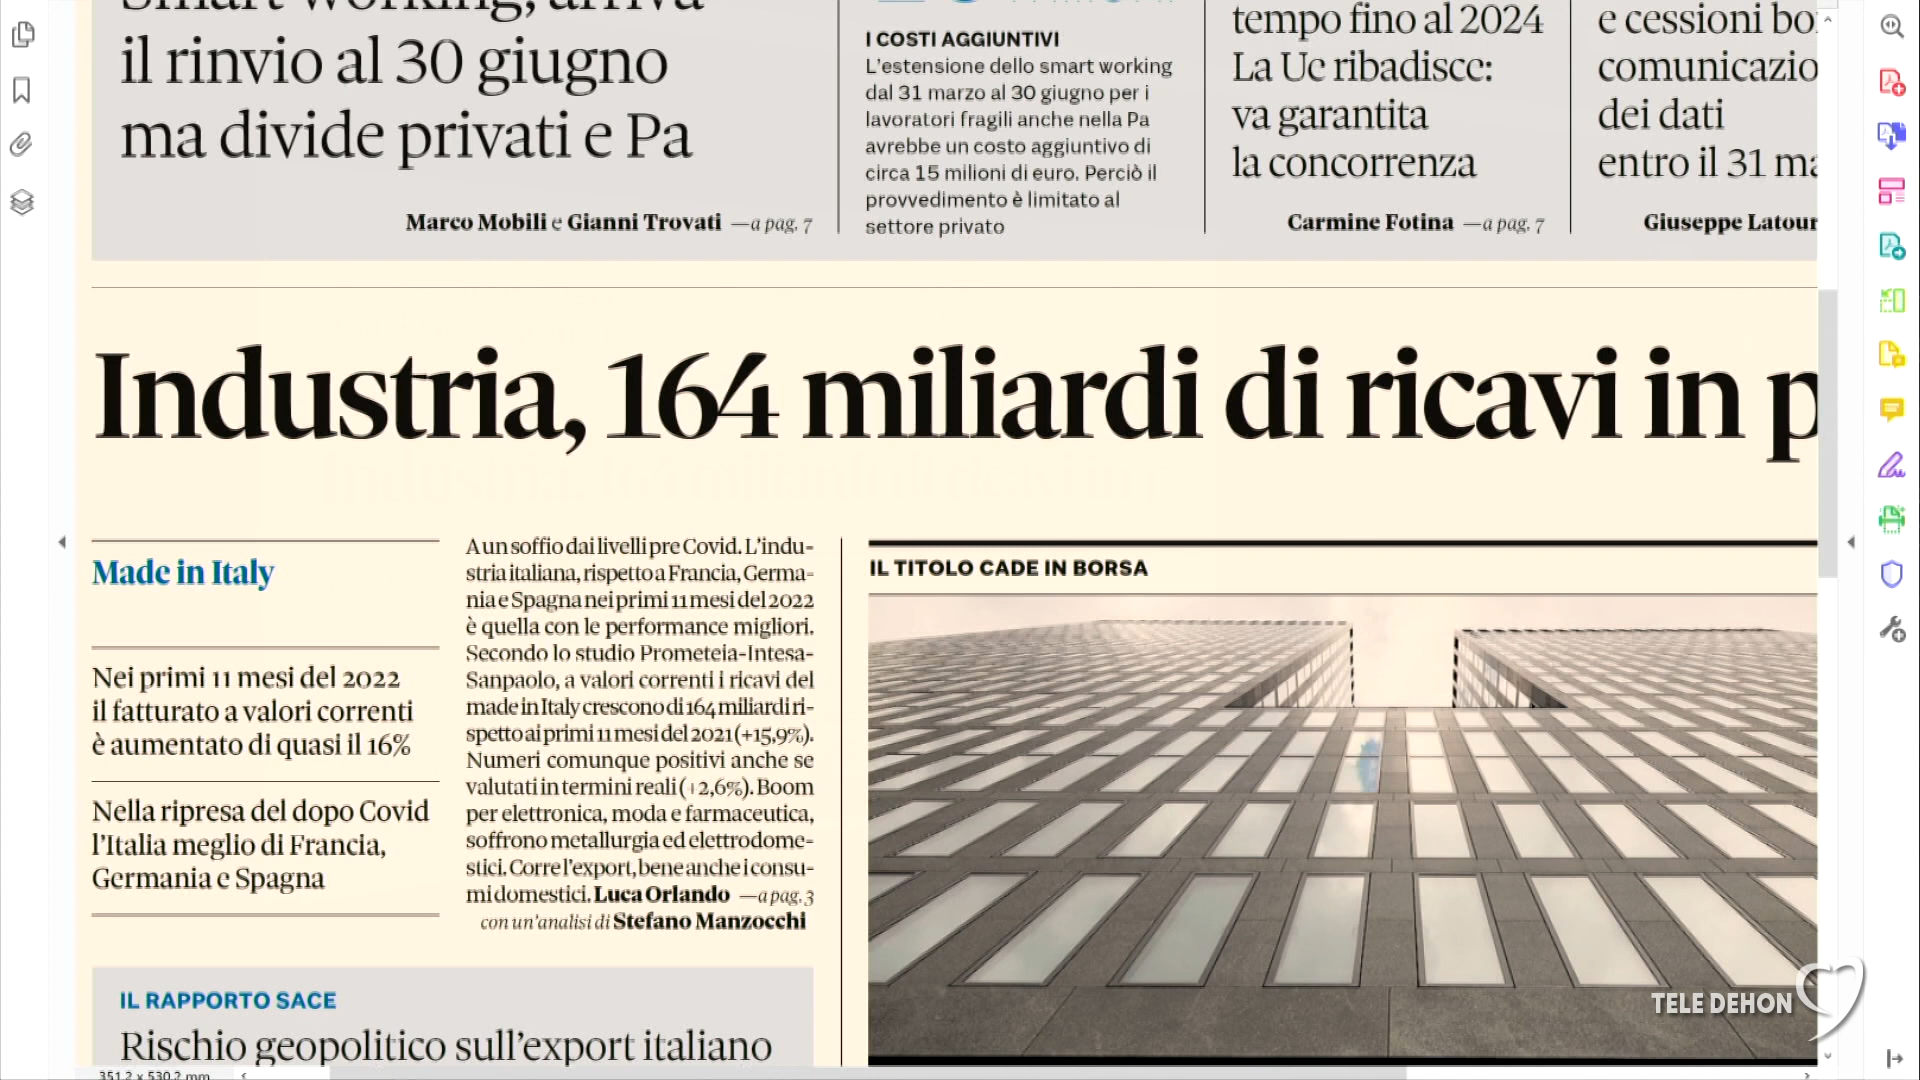 il rinvio al 30 giugno
ma divide privati e Pa
Marco Mobili e Gianni Trovati —a pag. 7
I COSTI AGGIUNTIVI
L'estensione dello smart working
dal 31 marzo al 30 giugno per i
lavoratori fragili anche nella Pa
avrebbe un costo aggiuntivo di
circa 15 milioni di euro. Perciò il
provvedimento è limitato al
settore privato
tempo fino al 2024
La Ue ribadisce:
va garantita
la concorrenza
Carmine Fotina —a pag. 7
e cessioni
comunicazio
dei dati
entro il 31
Giuseppe Latour
Industria, 164 miliardi di ricavi in p
Made in Italy
Nei primi 11 mesi del 2022
il fatturato a valori correnti
è aumentato di quasi il 16%
Nella ripresa del dopo Covid
l'Italia meglio di Francia,
Germania e Spagna
A un soffio dai livelli pre Covid. L'indu-
stria italiana, rispetto a Francia, Germa-
nia e Spagna nei primi 11 mesi del 2022
è quella con le performance migliori.
Secondo lo studio Prometeia-Intesa-
Sanpaolo, a valori correnti i ricavi del
made in Italy crescono di 164 miliardi ri-
spetto ai primi 11 mesi del 2021 (+15,9%).
Numeri comunque positivi anche se
valutati in termini reali (+2,6%). Boom
per elettronica, moda e farmaceutica,
soffrono metallurgia ed elettrodome-
stici. Corre l'export, bene anche i consu-
mi domestici. Luca Orlando —a pag. 3
con un'analisi di Stefano Manzocchi
IL TITOLO CADE IN BORSA
IL RAPPORTO SACE
Rischio geopolitico sull'export italiano
TELE DEHON
351,2 x 530,2 mm